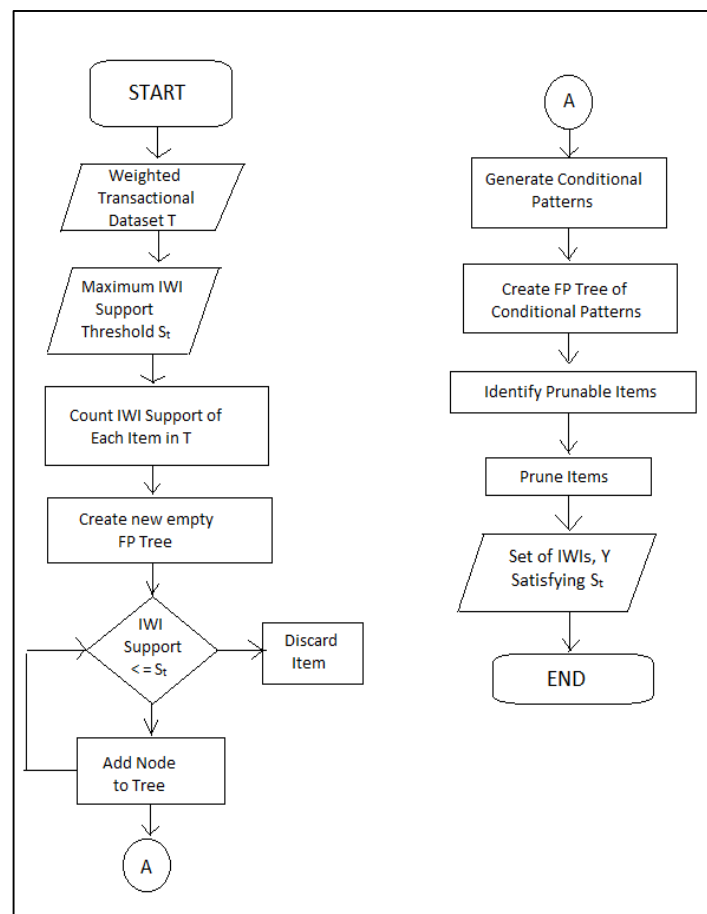 START
Weighted
Transactional
Dataset T
Maximum IWI
Support
Threshold Sₜ
Count IWI Support of
Each Item in T
Create new empty
FP Tree
IWI
Support
<= Sₜ
Discard
Item
Add Node
to Tree
A
A
Generate Conditional
Patterns
Create FP Tree of
Conditional Patterns
Identify Prunable Items
Prune Items
Set of IWIs, Y
Satisfying Sₜ
END